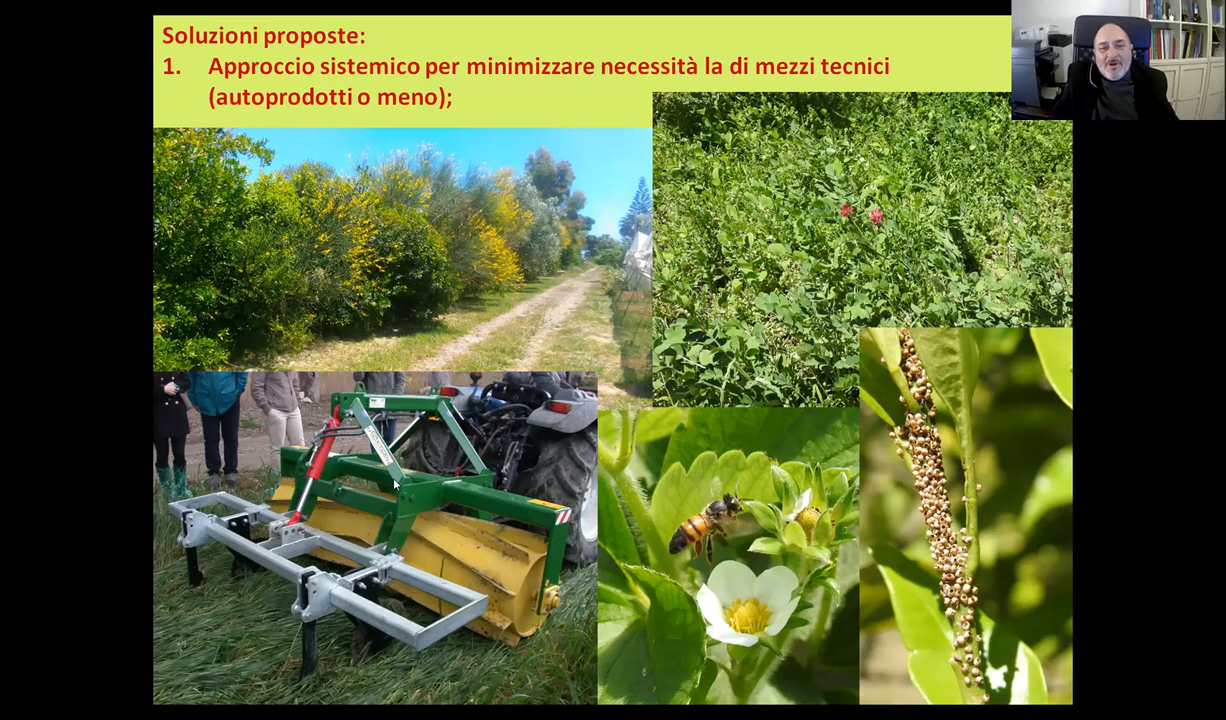 Soluzioni proposte:
1. Approccio sistemico per minimizzare necessità la di mezzi tecnici
(autoprodotti o meno);